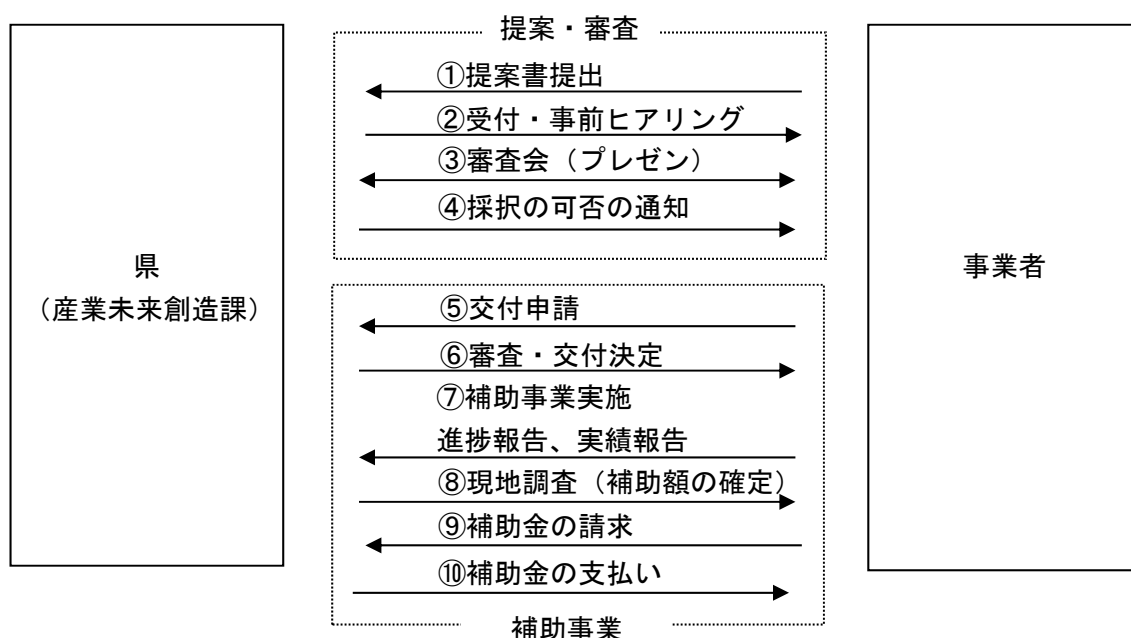 提案・審査
①提案書提出
②受付・事前ヒアリング
③審査会（プレゼン）
④採択の可否の通知
県
（産業未来創造課）
事業者
⑤交付申請
⑥審査・交付決定
⑦補助事業実施
進捗報告、実績報告
⑧現地調査（補助額の確定）
⑨補助金の請求
⑩補助金の支払い
補助事業